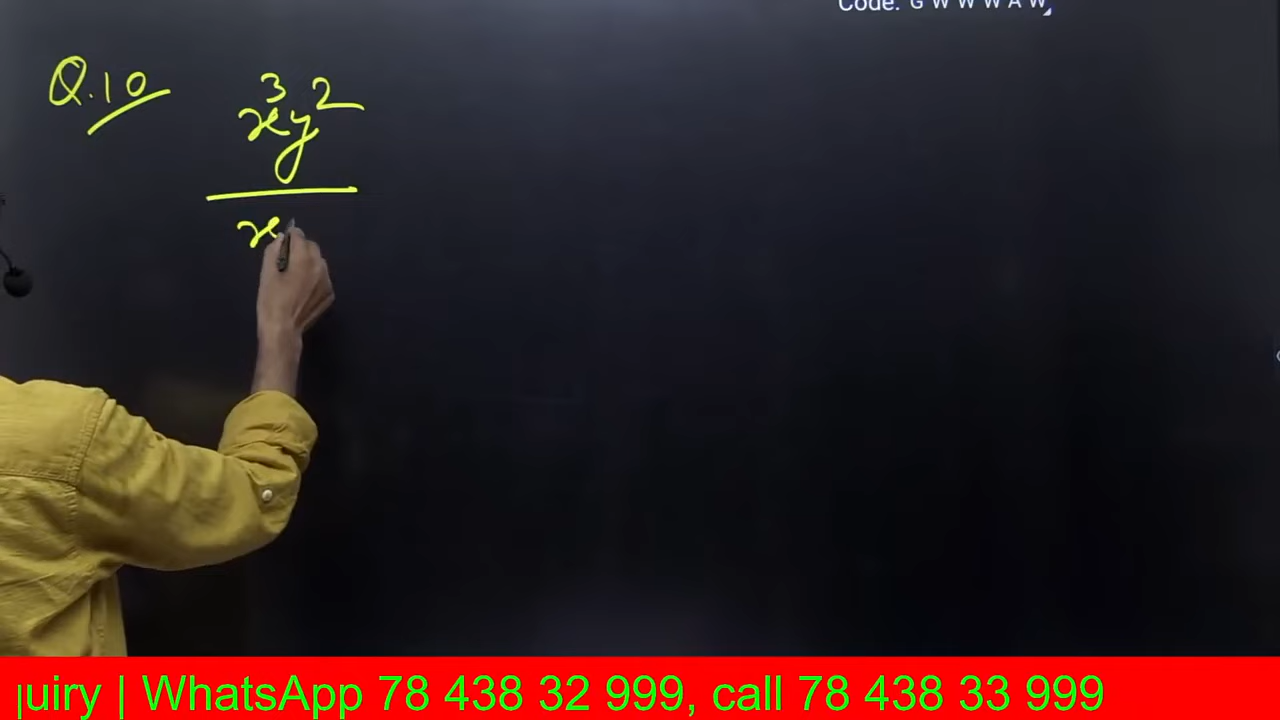 Code: G W W W A W
Q.10
x³y²
x
uiry | WhatsApp 78 438 32 999, call 78 438 33 999